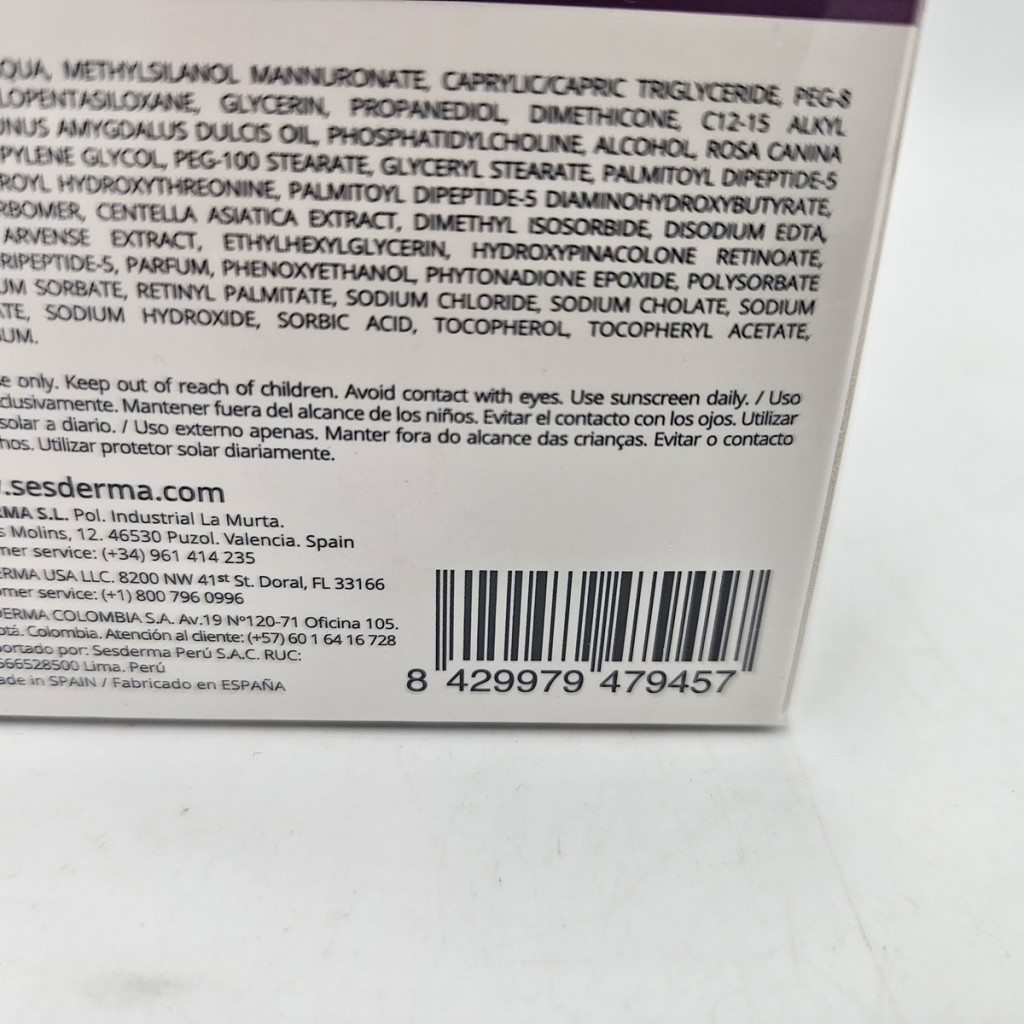 QUA, METHYLSILANOL MANNURONATE, CAPRYLIC/CAPRIC TRIGLYCERIDE, PEG-8
LOPENTASILOXANE, GLYCERIN, PROPANEDIOL, DIMETHICONE, C12-15 ALKYL
UNUS AMYGDALUS DULCIS OIL, PHOSPHATIDYLCHOLINE, ALCOHOL, ROSA CANINA
PYLENE GLYCOL, PEG-100 STEARATE, GLYCERYL STEARATE, PALMITOYL DIPEPTIDE-5
ROYL HYDROXYTHREONINE, PALMITOYL DIPEPTIDE-5 DIAMINOHYDROXYBUTYRATE,
RBOMER, CENTELLA ASIATICA EXTRACT, DIMETHYL ISOSORBIDE, DISODIUM EDTA,
ARVENSE EXTRACT, ETHYLHEXYLGLYCERIN, HYDROXYPINACOLONE RETINOATE,
RIPEPTIDE-5, PARFUM, PHENOXYETHANOL, PHYTONADIONE EPOXIDE, POLYSORBATE
UM SORBATE, RETINYL PALMITATE, SODIUM CHLORIDE, SODIUM CHOLATE, SODIUM
TE, SODIUM HYDROXIDE, SORBIC ACID, TOCOPHEROL, TOCOPHERYL ACETATE,
UM.
e only. Keep out of reach of children. Avoid contact with eyes. Use sunscreen daily. / Uso
clusivamente. Mantener fuera del alcance de los niños. Evitar el contacto con los ojos. Utilizar
solar a diario. / Uso externo apenas. Manter fora do alcance das crianças. Evitar o contacto
hos. Utilizar protetor solar diariamente.
.sesderma.com
RMA S.L. Pol. Industrial La Murta.
s Molins, 12. 46530 Puzol. Valencia. Spain
mer service: (+34) 961 414 235
ERMA USA LLC. 8200 NW 41st St. Doral, FL 33166
omer service: (+1) 800 796 0996
DERMA COLOMBIA S.A. Av.19 Nº120-71 Oficina 105.
otá. Colombia. Atención al cliente: (+57) 60 1 64 16 728
ortado por: Sesderma Perú S.A.C. RUC:
566528500 Lima. Perú
ade in SPAIN / Fabricado en ESPAÑA
8 429979 479457